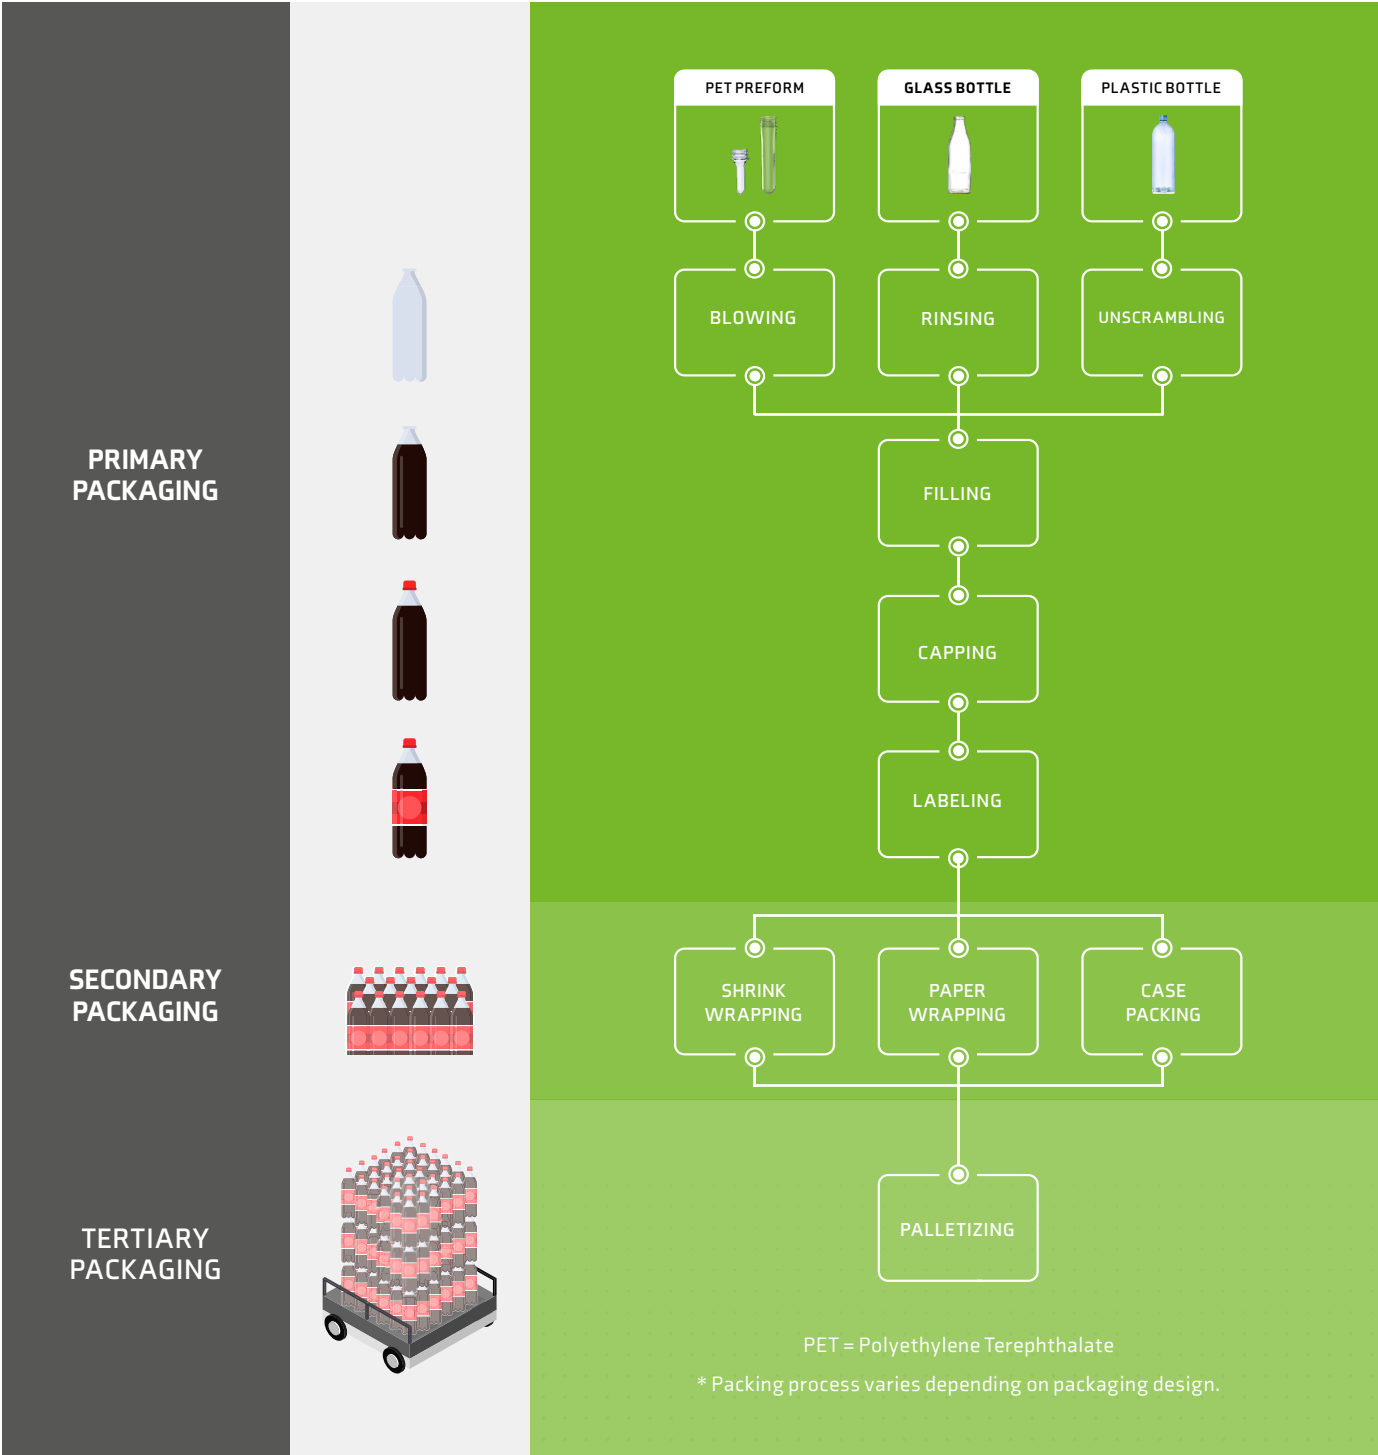 PET PREFORM
GLASS BOTTLE
PLASTIC BOTTLE
BLOWING
RINSING
UNSCRAMBLING
PRIMARY
PACKAGING
FILLING
CAPPING
LABELING
SECONDARY
PACKAGING
SHRINK
WRAPPING
PAPER
WRAPPING
CASE
PACKING
TERTIARY
PACKAGING
PALLETIZING
PET = Polyethylene Terephthalate
* Packing process varies depending on packaging design.